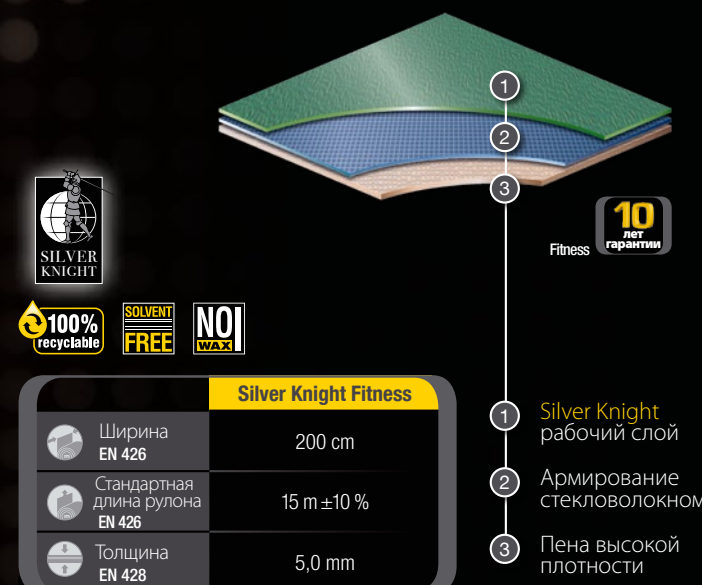 1
2
3
10
лет
гарантии
Fitness
SILVER
KNIGHT
100%
recyclable
SOLVENT
FREE
NO
WAX
Silver Knight Fitness
Ширина
EN 426
200 cm
Стандартная
длина рулона
EN 426
15 m ±10 %
Толщина
EN 428
5,0 mm
1 Silver Knight
рабочий слой
2 Армирование
стекловолокном
3 Пена высокой
плотности